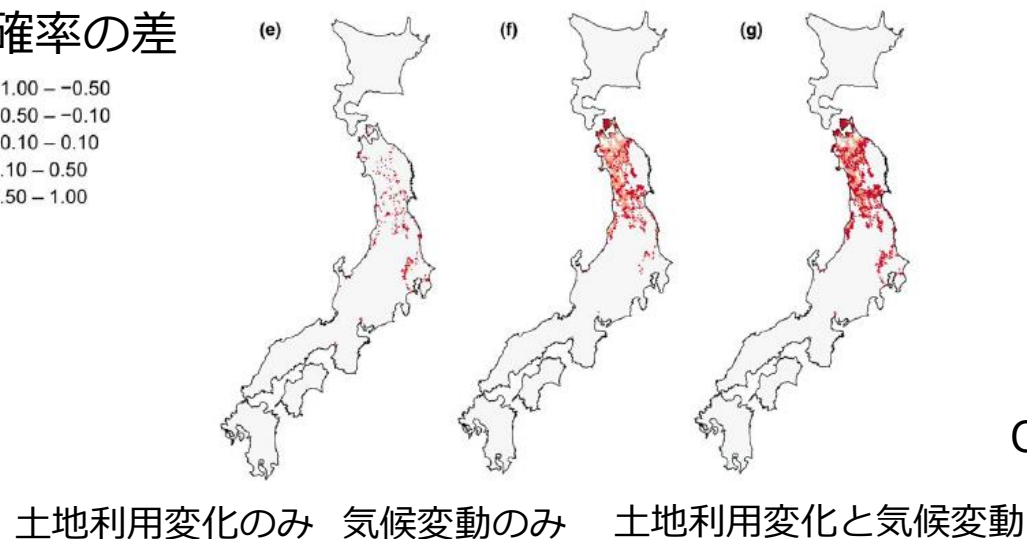 確率の差
(e)
(f)
(g)
1.00 – −0.50
0.50 – −0.10
0.10 – 0.10
.10 – 0.50
.50 – 1.00
土地利用変化のみ
気候変動のみ
土地利用変化と気候変動